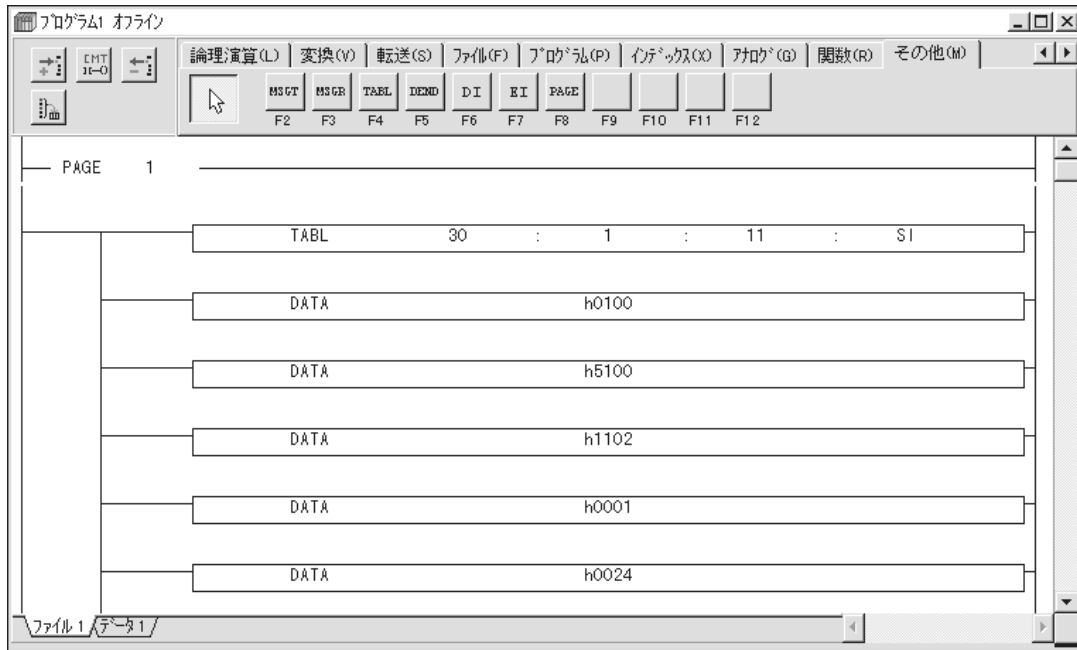 ﾌﾟﾛｸﾞﾗﾑ1 ｵﾌﾗｲﾝ
CMT
論理演算(L) 変換(V) 転送(S) ﾌｧｲﾙ(F) ﾌﾟﾛｸﾞﾗﾑ(P) ｲﾝﾃﾞｯｸｽ(X) ｱﾅﾛｸﾞ(G) 関数(R) その他(M)
MSGT MSGR TABL DEND DI EI PAGE
F2 F3 F4 F5 F6 F7 F8 F9 F10 F11 F12
PAGE 1
TABL 30 : 1 : 11 : SI
DATA h0100
DATA h5100
DATA h1102
DATA h0001
DATA h0024
ﾌｧｲﾙ 1 ﾃﾞｰﾀ 1